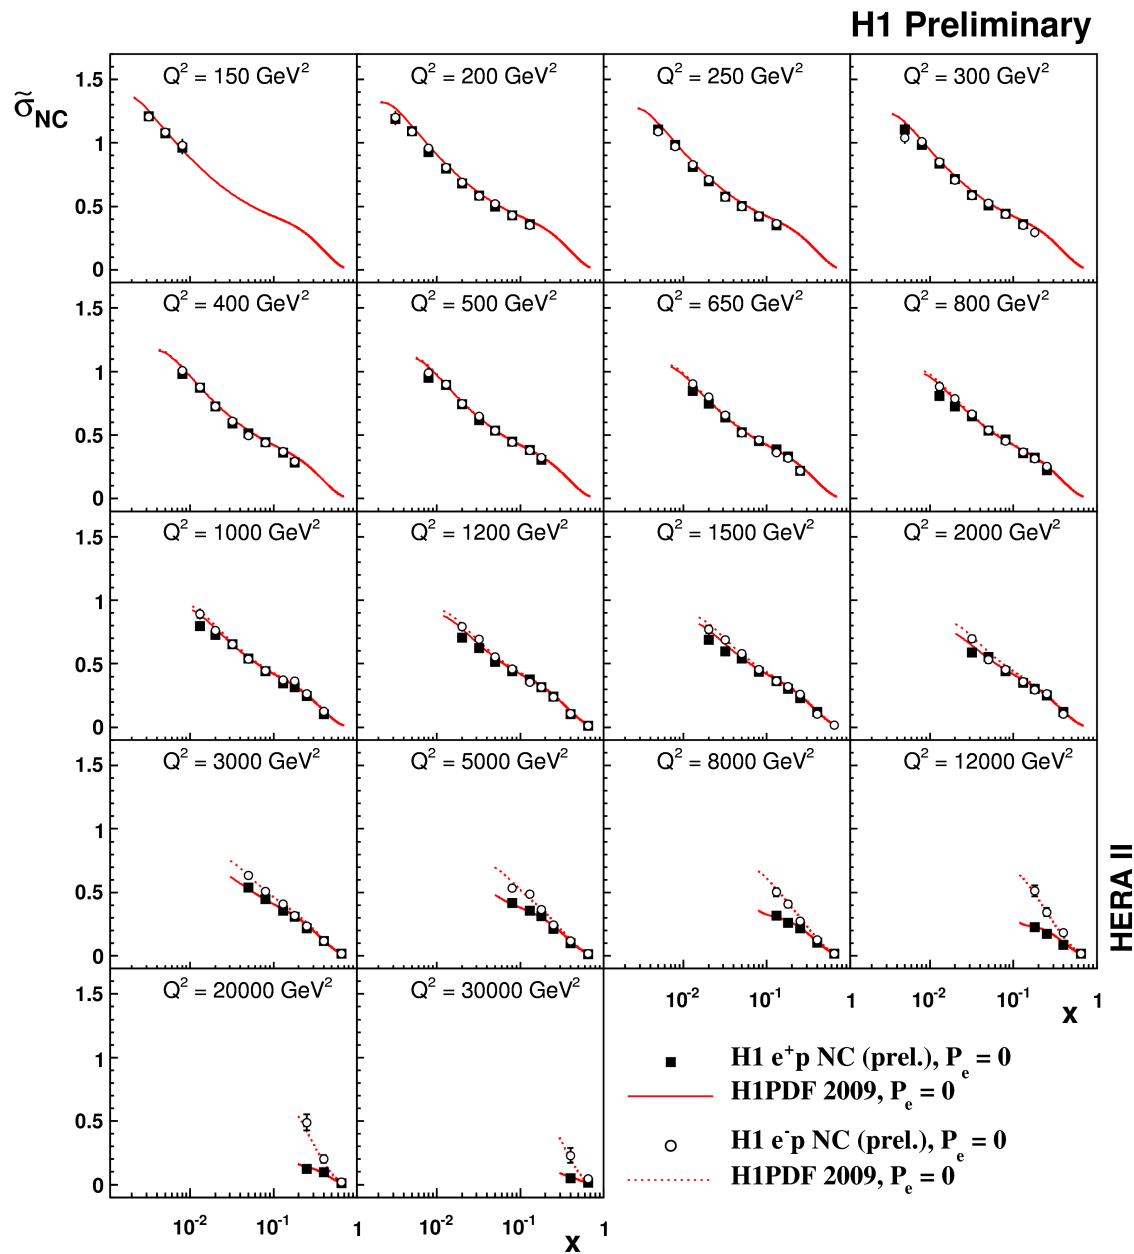 H1 Preliminary
σ̃NC
Q² = 150 GeV²
Q² = 200 GeV²
Q² = 250 GeV²
Q² = 300 GeV²
1.5
1
0.5
0
Q² = 400 GeV²
Q² = 500 GeV²
Q² = 650 GeV²
Q² = 800 GeV²
1.5
1
0.5
0
Q² = 1000 GeV²
Q² = 1200 GeV²
Q² = 1500 GeV²
Q² = 2000 GeV²
1.5
1
0.5
0
Q² = 3000 GeV²
Q² = 5000 GeV²
Q² = 8000 GeV²
Q² = 12000 GeV²
1.5
1
0.5
0
HERA II
Q² = 20000 GeV²
Q² = 30000 GeV²
1.5
1
0.5
0
10⁻² 10⁻¹ 1
10⁻² 10⁻¹ 1
x
H1 e⁺p NC (prel.), Pₑ = 0
H1PDF 2009, Pₑ = 0
H1 e⁻p NC (prel.), Pₑ = 0
H1PDF 2009, Pₑ = 0
10⁻² 10⁻¹ 1
10⁻² 10⁻¹ 1
x